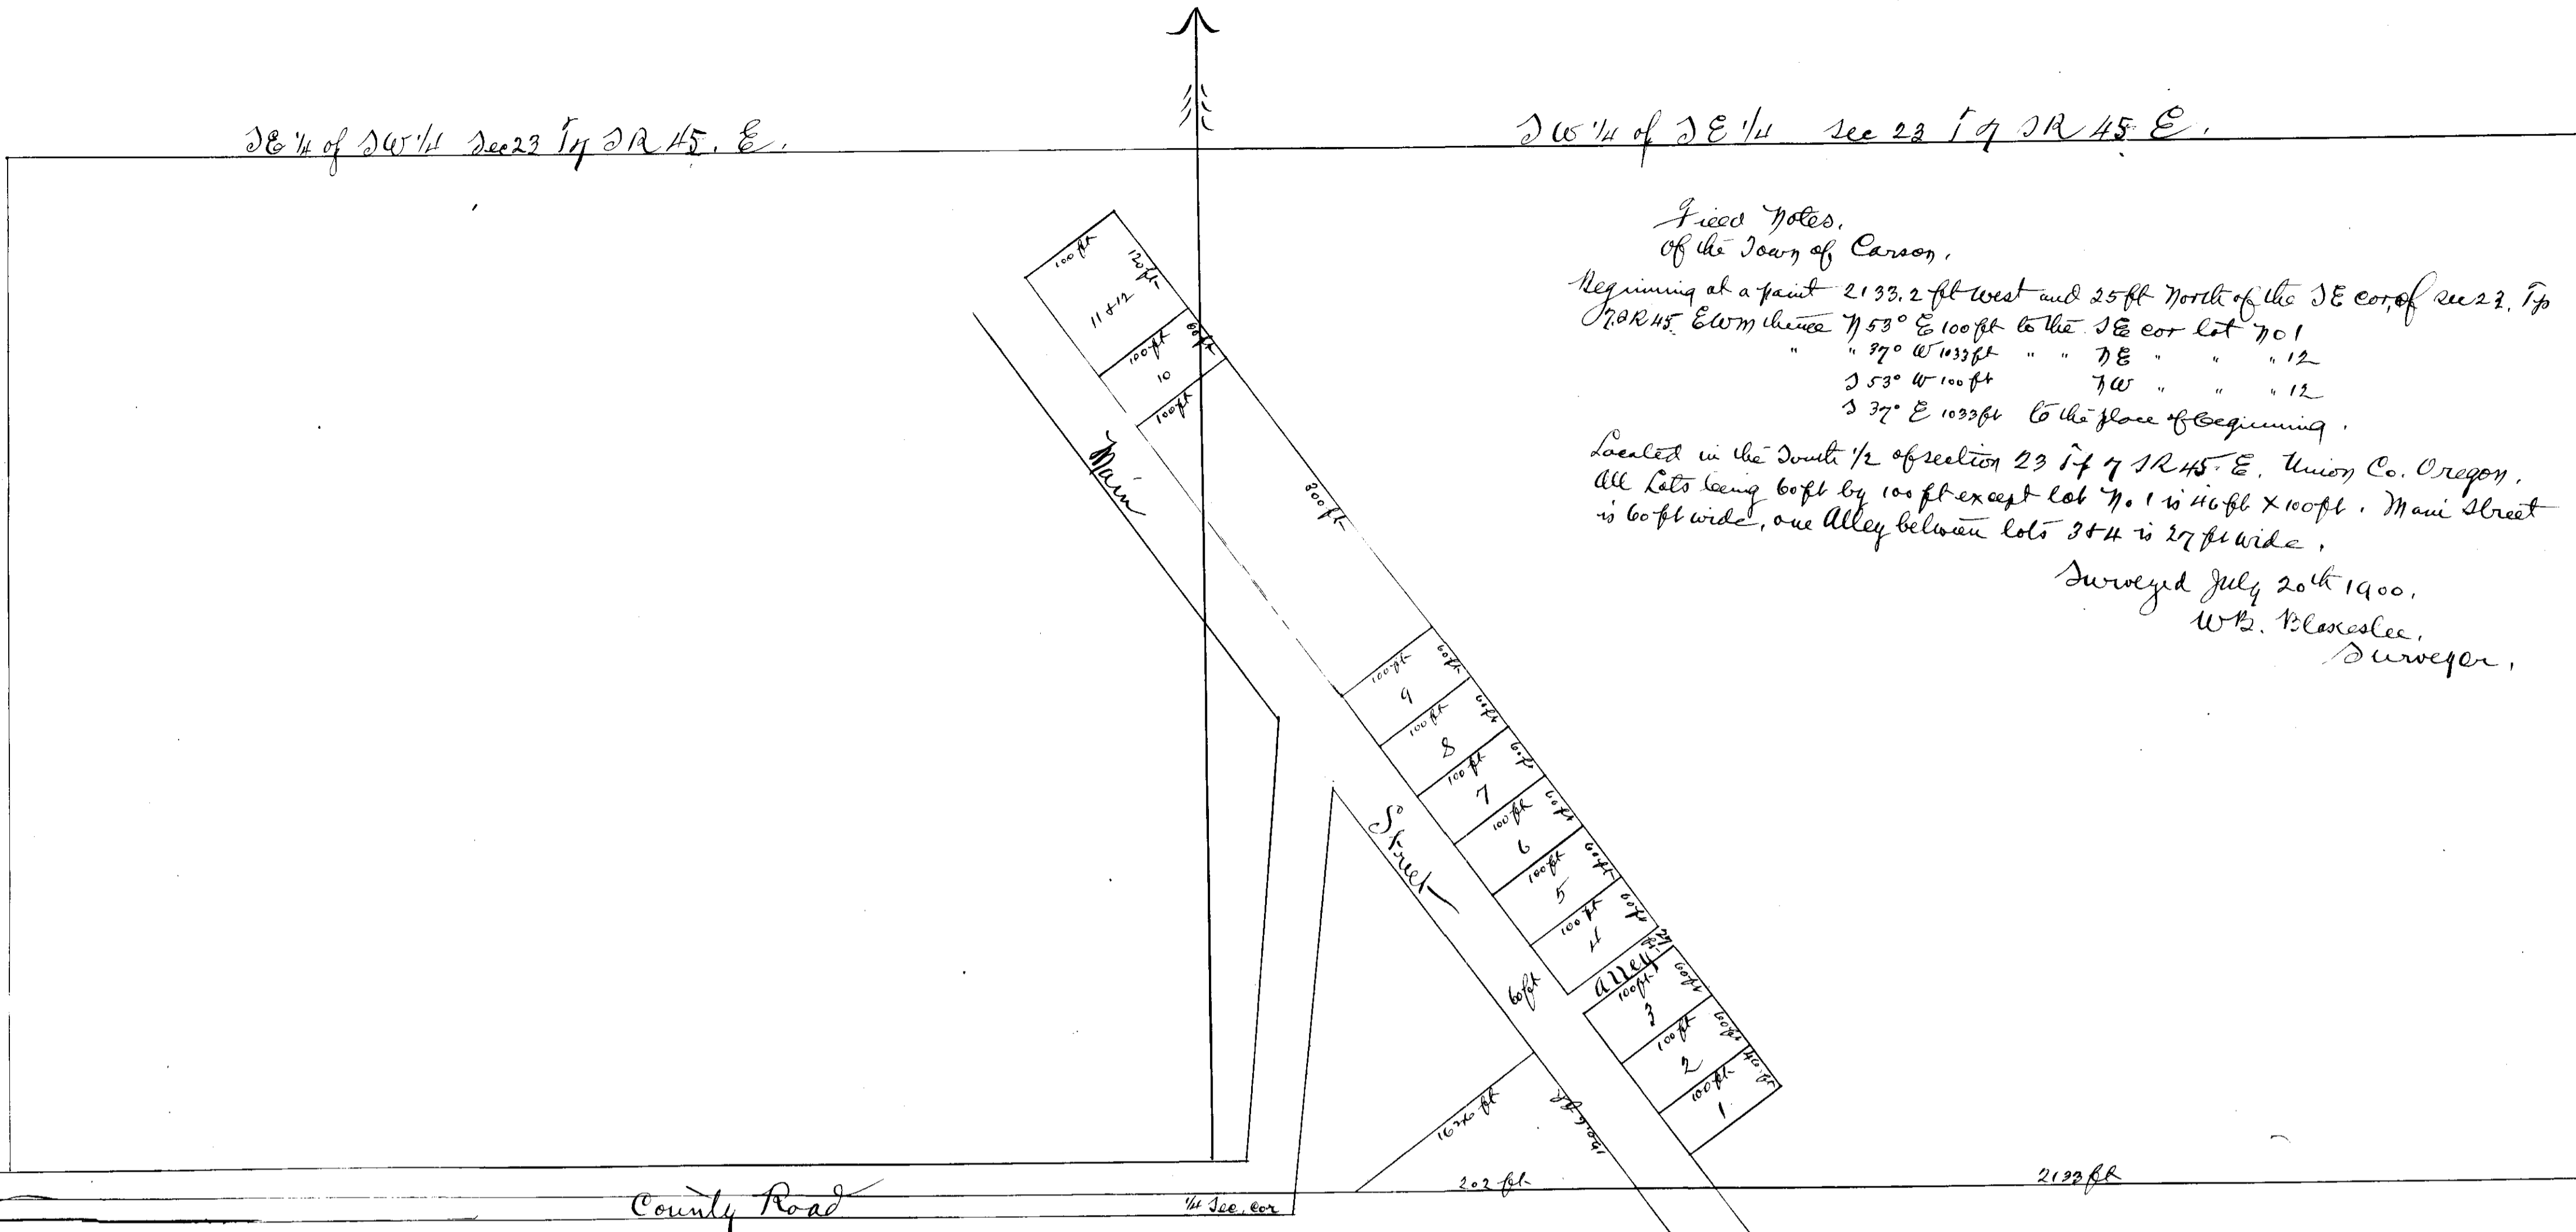 SE 1/4 of SW 1/4 Sec 23 Tp 7 S R 45. E.
SW 1/4 of SE 1/4 Sec 23 Tp 7 S R 45 E.
Field Notes.
Of the Town of Carson.
Beginning at a point 2133.2 ft West and 25 ft North of the SE cor, of sec 23, Tp
7. S R 45. E W M thence N 53° E 100 ft to the SE cor lot No 1
" " 37° W 1033 ft " " NE " " " 12
S 53° W 100 ft NW " " " 12
S 37° E 1033 ft to the place of beginning.
Located in the South 1/2 of section 23 Tp 7 S R 45. E. Union Co. Oregon.
All Lots being 60 ft by 100 ft except lot No. 1 is 46 ft X 100 ft. Main Street
is 60 ft wide, one Alley between lots 3 & 4 is 27 ft wide.
Surveyed July 20th 1900.
W.B. Blakeslee,
Surveyor.
100 ft
120 ft
11 & 12
100 ft
60 ft
10
100 ft
Main
300 ft
100 ft
60 ft
9
100 ft
60 ft
8
100 ft
60 ft
7
100 ft
60 ft
6
100 ft
60 ft
5
100 ft
60 ft
4
Street
27 ft
Alley
100 ft
60 ft
3
60 ft
100 ft
60 ft
2
100 ft
46 ft
1
202 ft
2133 ft
County Road
1/4 Sec. cor